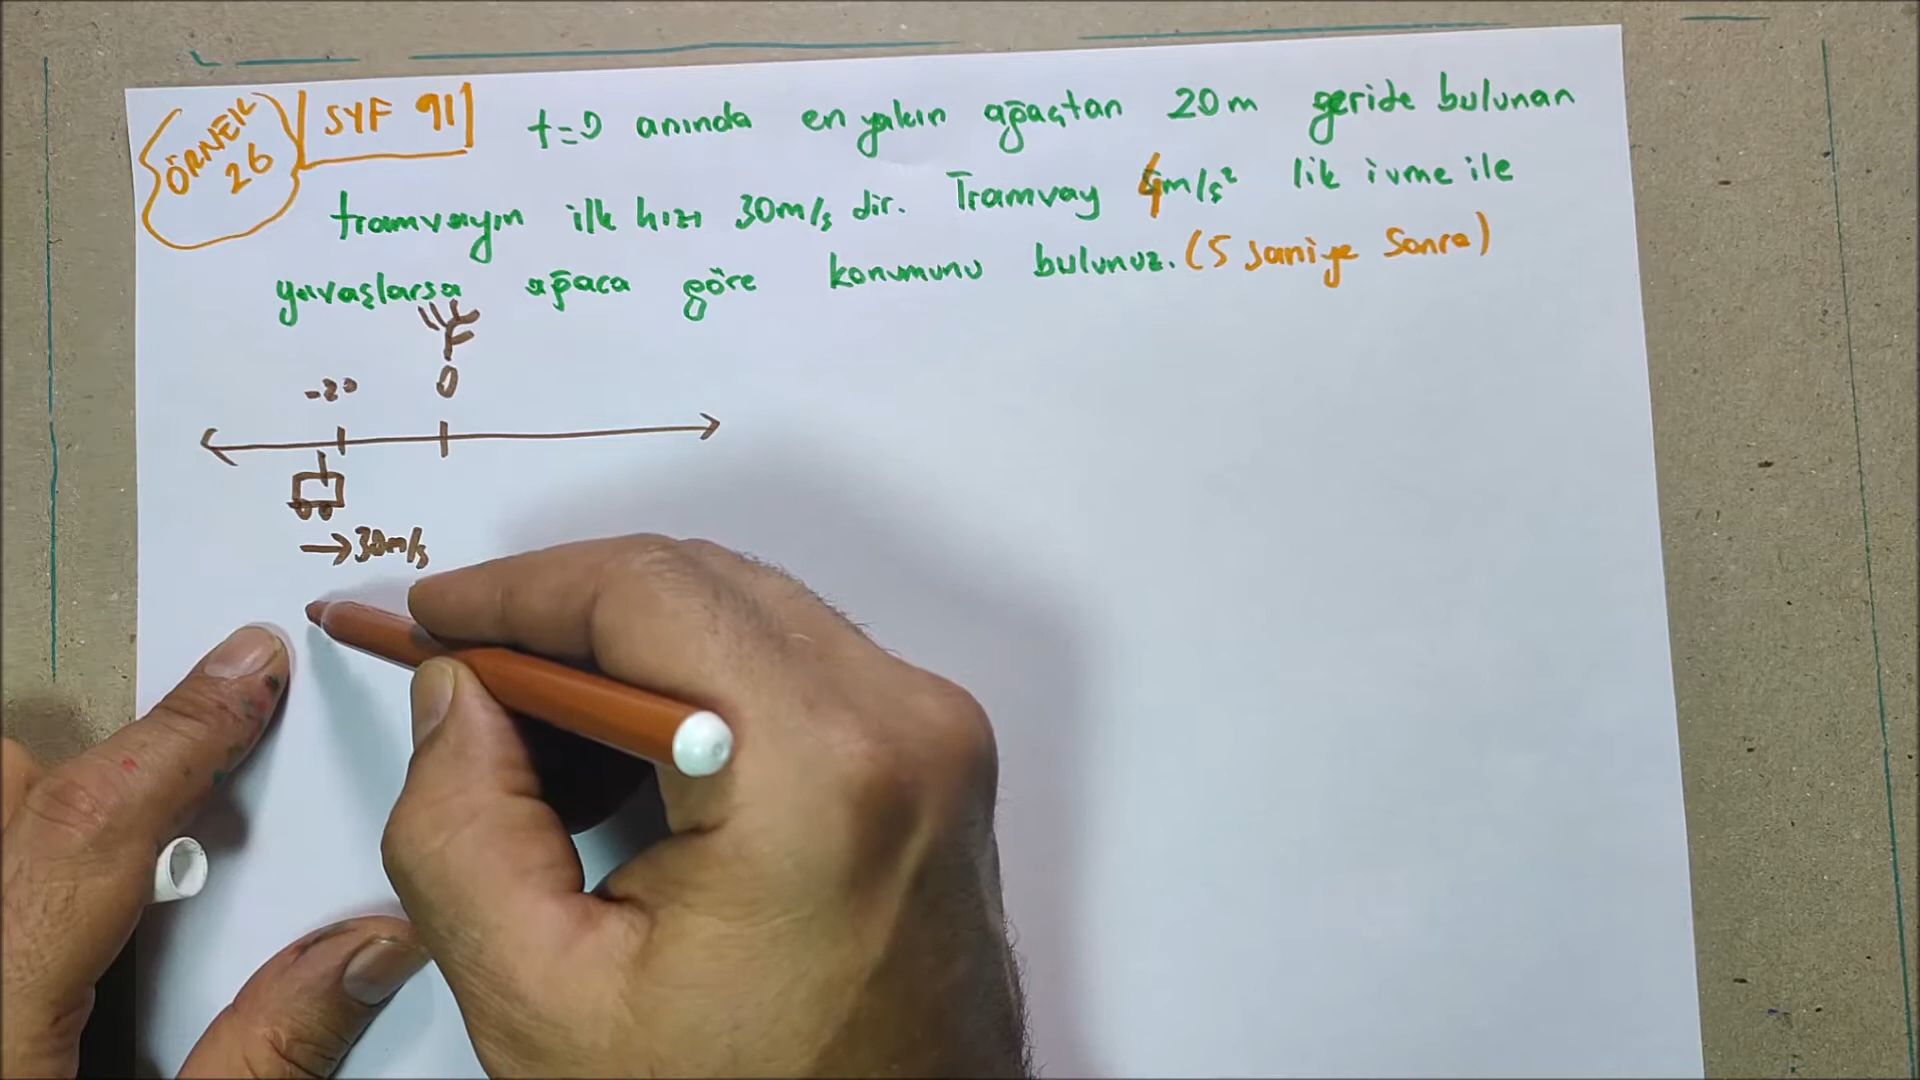 ÖRNEK 26
SYF 91
t=0 anında en yakın ağaçtan 20m geride bulunan
tramvayın ilk hızı 30m/s dir. Tramvay 4m/s² lik ivme ile
yavaşlarsa ağaca göre konumunu bulunuz. (5 saniye sonra)
-20 0
30m/s